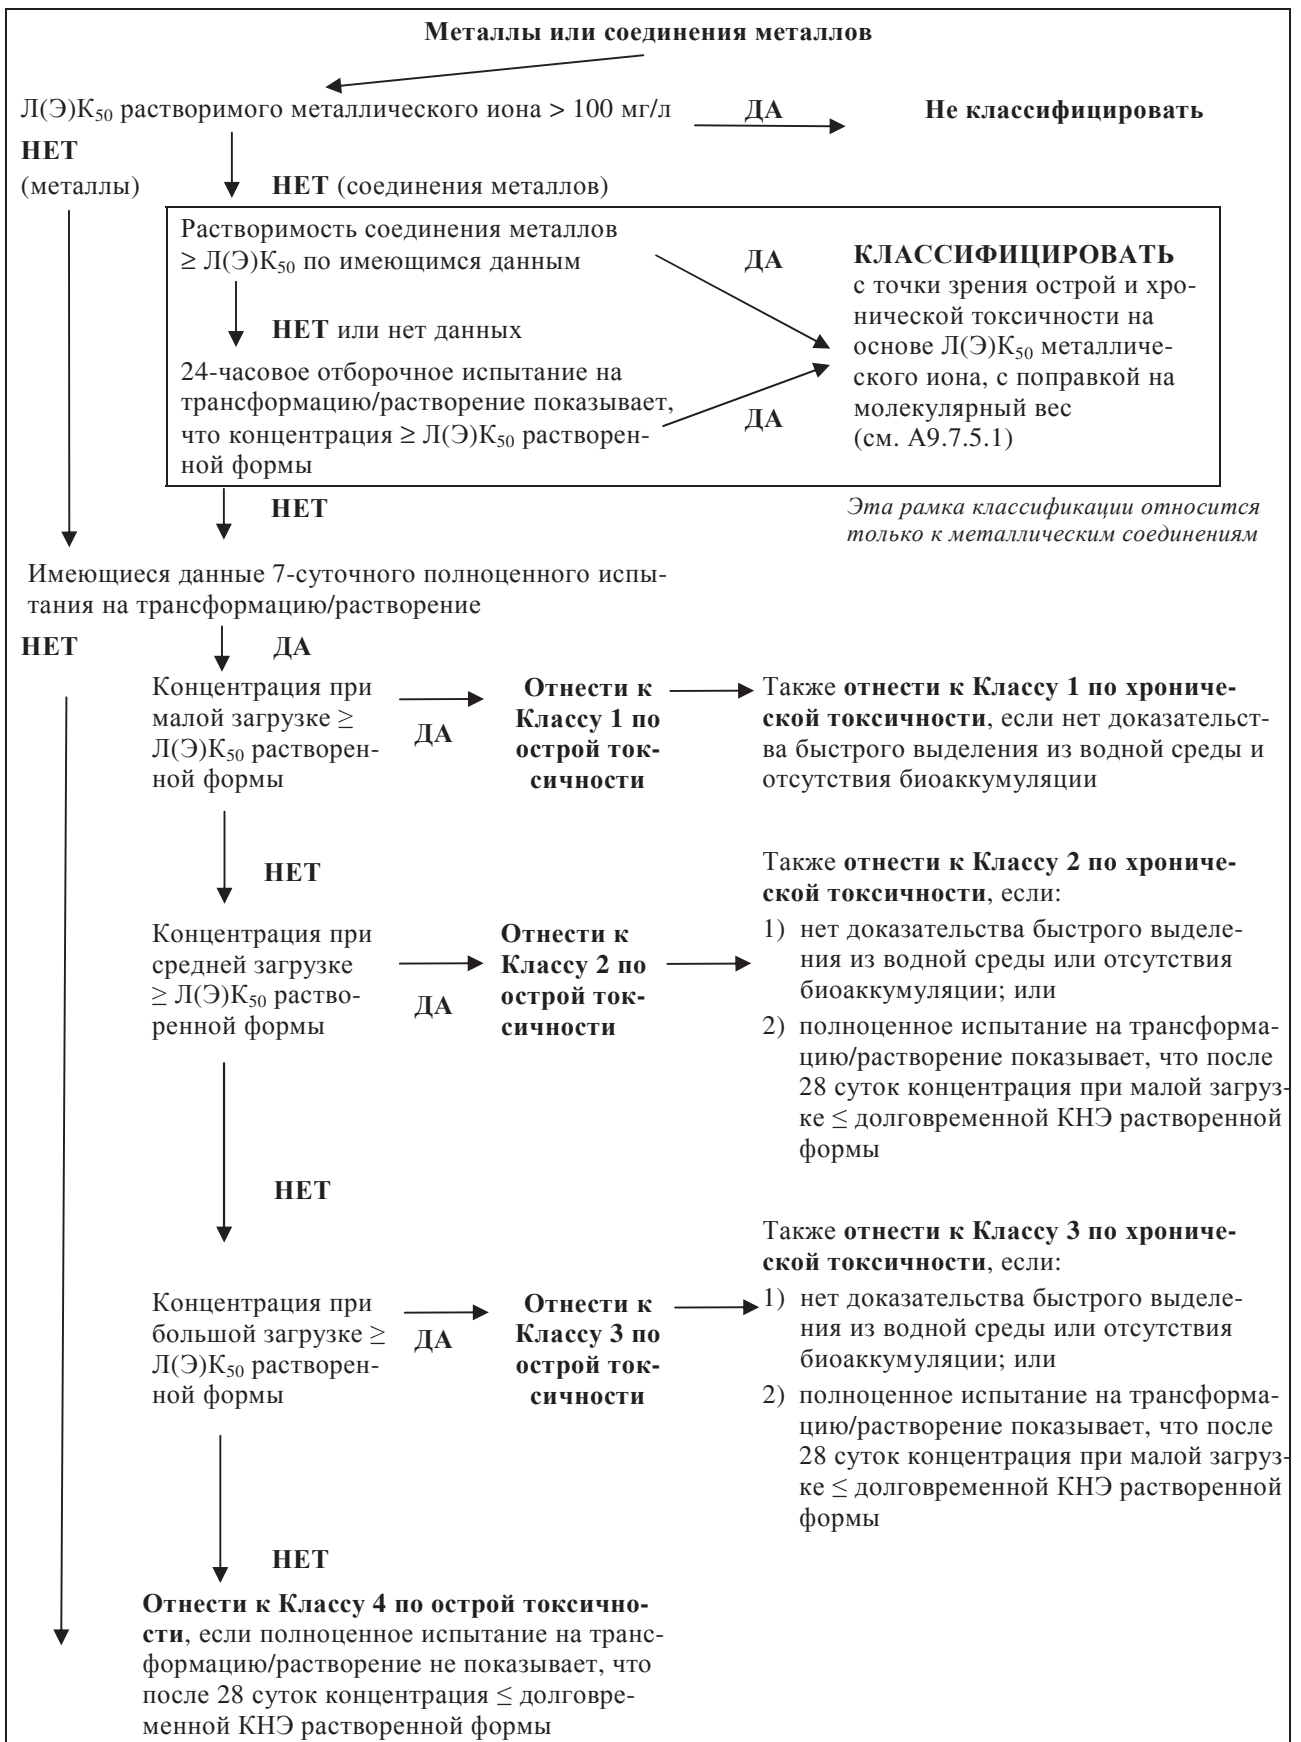 Металлы или соединения металлов
Л(Э)К50 растворимого металлического иона > 100 мг/л
ДА
Не классифицировать
НЕТ
(металлы)
НЕТ (соединения металлов)
Растворимость соединения металлов
≥ Л(Э)К50 по имеющимся данным
ДА
КЛАССИФИЦИРОВАТЬ
с точки зрения острой и хро-
нической токсичности на
основе Л(Э)К50 металличе-
ского иона, с поправкой на
молекулярный вес
(см. A9.7.5.1)
НЕТ или нет данных
24-часовое отборочное испытание на
трансформацию/растворение показывает,
что концентрация ≥ Л(Э)К50 растворен-
ной формы
ДА
НЕТ
Эта рамка классификации относится
только к металлическим соединениям
Имеющиеся данные 7-суточного полноценного испы-
тания на трансформацию/растворение
НЕТ
ДА
Концентрация при
малой загрузке ≥
Л(Э)К50 растворен-
ной формы
ДА
Отнести к
Классу 1 по
острой ток-
сичности
Также отнести к Классу 1 по хрониче-
ской токсичности, если нет доказательст-
ва быстрого выделения из водной среды и
отсутствия биоаккумуляции
НЕТ
Концентрация при
средней загрузке
≥ Л(Э)К50 раство-
ренной формы
ДА
Отнести к
Классу 2 по
острой ток-
сичности
Также отнести к Классу 2 по хрониче-
ской токсичности, если:
1) нет доказательства быстрого выделе-
ния из водной среды или отсутствия
биоаккумуляции; или
2) полноценное испытание на трансформа-
цию/растворение показывает, что после
28 суток концентрация при малой загруз-
ке ≤ долговременной КНЭ растворенной
формы
НЕТ
Концентрация при
большой загрузке ≥
Л(Э)К50 растворен-
ной формы
ДА
Отнести к
Классу 3 по
острой ток-
сичности
Также отнести к Классу 3 по хрониче-
ской токсичности, если:
1) нет доказательства быстрого выделе-
ния из водной среды или отсутствия
биоаккумуляции; или
2) полноценное испытание на трансформа-
цию/растворение показывает, что после
28 суток концентрация при малой загруз-
ке ≤ долговременной КНЭ растворенной
формы
НЕТ
Отнести к Классу 4 по острой токсично-
сти, если полноценное испытание на транс-
формацию/растворение не показывает, что
после 28 суток концентрация ≤ долговре-
менной КНЭ растворенной формы